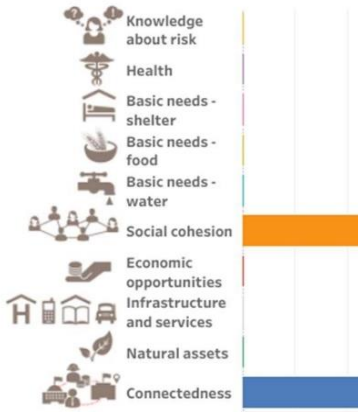 Knowledge
about risk
Health
Basic needs -
shelter
Basic needs -
food
Basic needs -
water
Social cohesion
Economic
opportunities
Infrastructure
and services
Natural assets
Connectedness